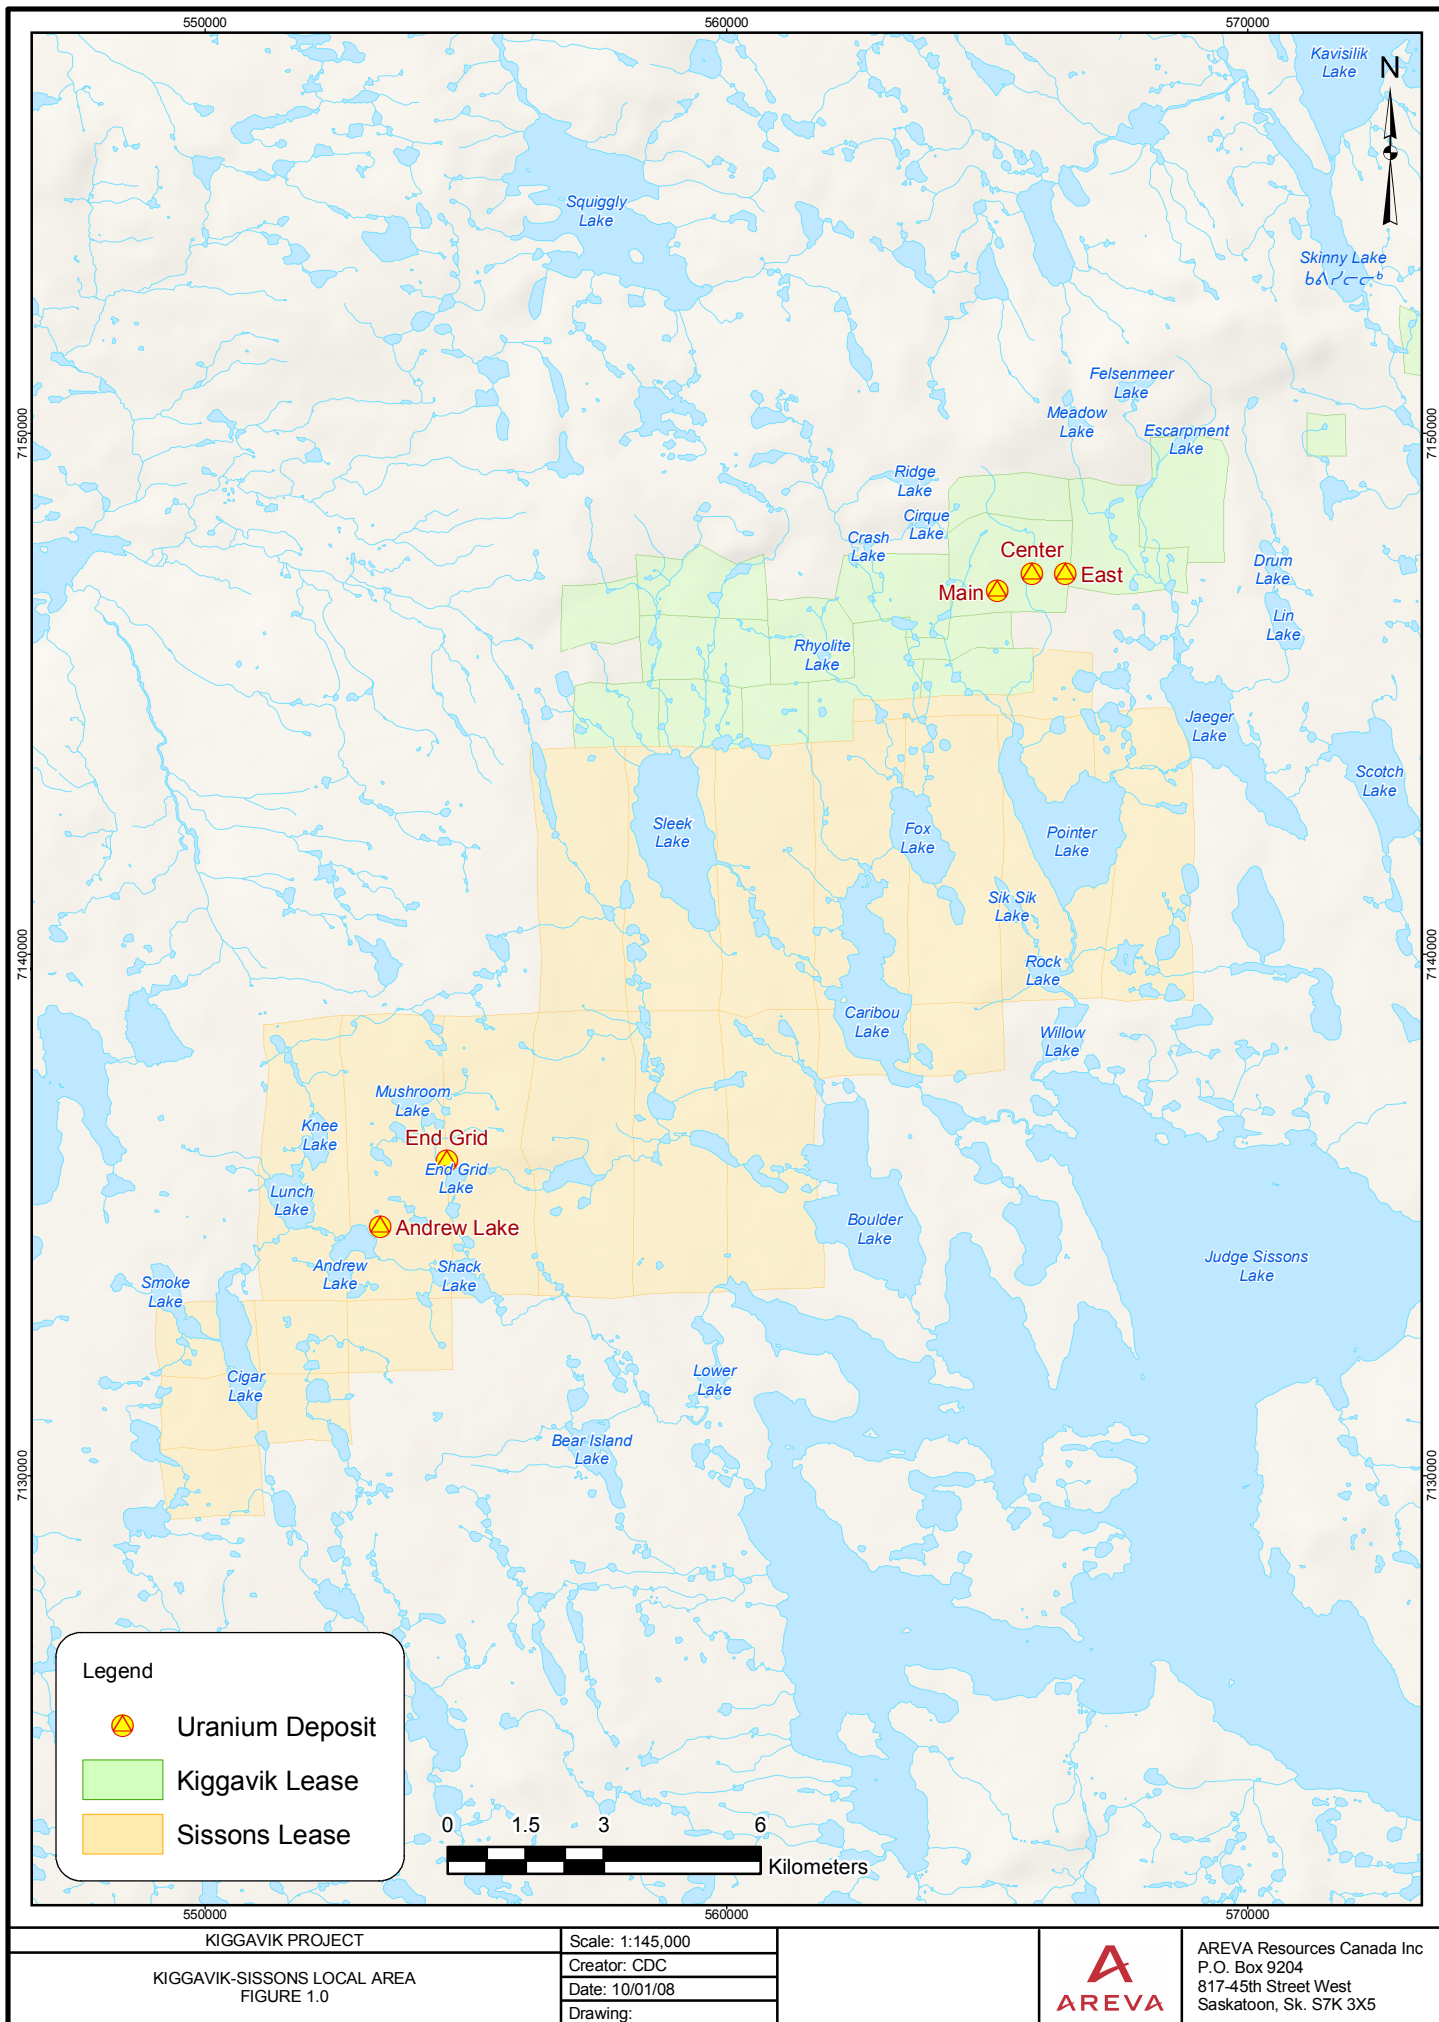 550000
560000
570000
Kavisilik
Lake
N
Squiggly
Lake
Skinny Lake
ᑲᐱᓯᓕᓕᒃ
Felsenmeer
Lake
Meadow
Lake
Escarpment
Lake
7150000
7150000
Ridge
Lake
Cirque
Lake
Crash
Lake
Center
East
Main
Drum
Lake
Lin
Lake
Rhyolite
Lake
Jaeger
Lake
Scotch
Lake
Sleek
Lake
Fox
Lake
Pointer
Lake
Sik Sik
Lake
7140000
7140000
Rock
Lake
Caribou
Lake
Willow
Lake
Mushroom
Lake
Knee
Lake
End Grid
End Grid
Lake
Lunch
Lake
Andrew Lake
Boulder
Lake
Judge Sissons
Lake
Andrew
Lake
Shack
Lake
Smoke
Lake
Cigar
Lake
Lower
Lake
Bear Island
Lake
7130000
7130000
Legend
Uranium Deposit
Kiggavik Lease
Sissons Lease
0 1.5 3 6
Kilometers
550000
560000
570000
KIGGAVIK PROJECT
KIGGAVIK-SISSONS LOCAL AREA
FIGURE 1.0
Scale: 1:145,000
Creator: CDC
Date: 10/01/08
Drawing:
AREVA
AREVA Resources Canada Inc
P.O. Box 9204
817-45th Street West
Saskatoon, Sk. S7K 3X5